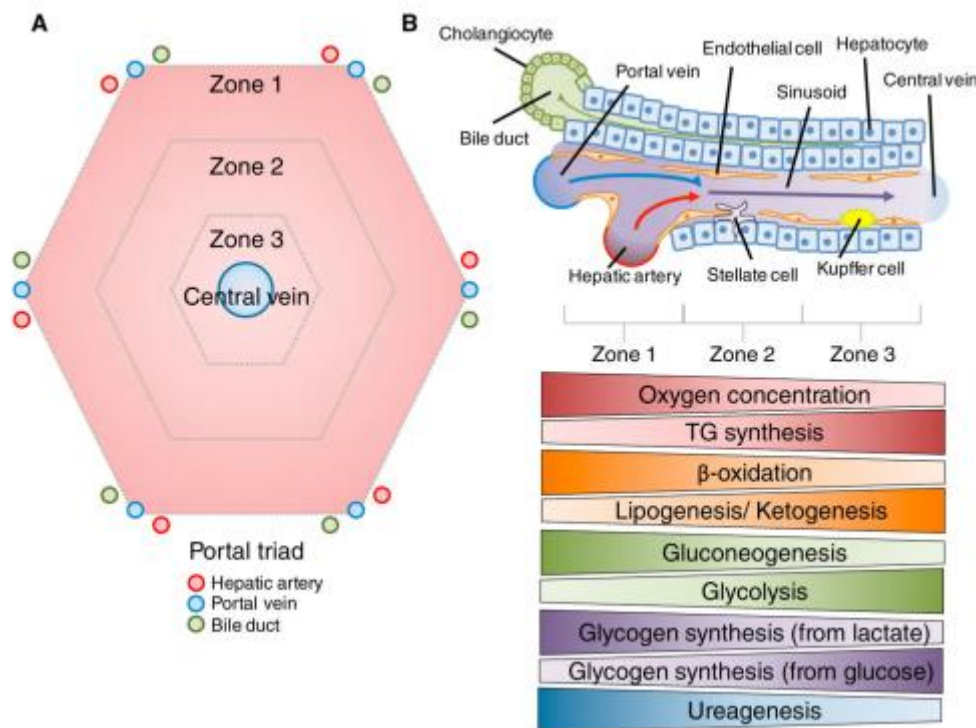 A
Zone 1
Zone 2
Zone 3
Central vein
Portal triad
Hepatic artery
Portal vein
Bile duct
B
Cholangiocyte
Portal vein
Endothelial cell
Hepatocyte
Sinusoid
Central vein
Bile duct
Hepatic artery
Stellate cell
Kupffer cell
Zone 1
Zone 2
Zone 3
Oxygen concentration
TG synthesis
β-oxidation
Lipogenesis/ Ketogenesis
Gluconeogenesis
Glycolysis
Glycogen synthesis (from lactate)
Glycogen synthesis (from glucose)
Ureagenesis